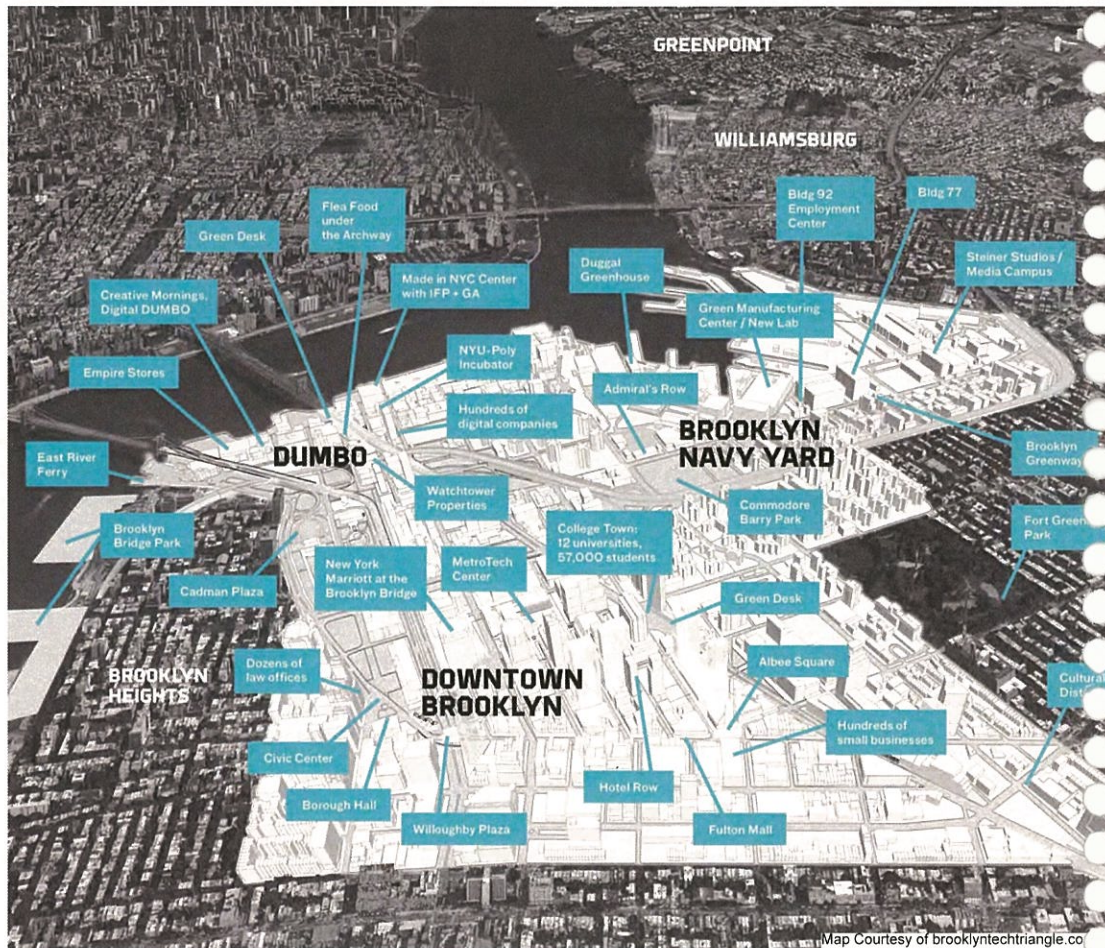 GREENPOINT
WILLIAMSBURG
Flea Food
under
the Archway
Bldg 92
Employment
Center
Bldg 77
Green Desk
Duggal
Greenhouse
Steiner Studios /
Media Campus
Made in NYC Center
with IFP + GA
Creative Mornings,
Digital DUMBO
Green Manufacturing
Center / New Lab
NYU-Poly
Incubator
Empire Stores
Admiral's Row
Hundreds of
digital companies
DUMBO
BROOKLYN
NAVY YARD
East River
Ferry
Brooklyn
Greenway
Watchtower
Properties
Commodore
Barry Park
Brooklyn
Bridge Park
College Town:
12 universities,
57,000 students
Fort Green
Park
New York
Marriott at the
Brooklyn Bridge
MetroTech
Center
Cadman Plaza
Green Desk
BROOKLYN
HEIGHTS
Dozens of
law offices
DOWNTOWN
BROOKLYN
Albee Square
Cultural
Dist
Hundreds of
small businesses
Civic Center
Hotel Row
Borough Hall
Willoughby Plaza
Fulton Mall
Map Courtesy of brooklyntechtriangle.co